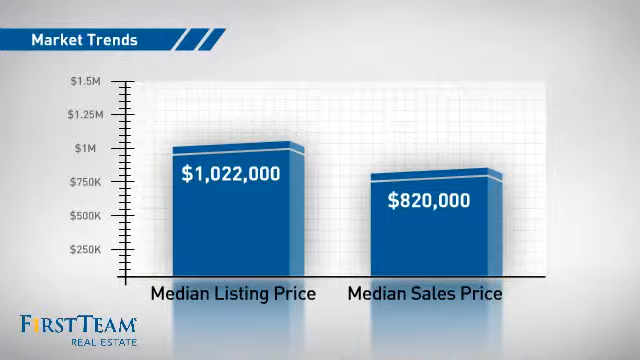 Market Trends
$1.5M
$1.25M
$1M
$750K
$500K
$250K
$1,022,000
$820,000
Median Listing Price
Median Sales Price
FIRSTTEAM®
REAL ESTATE